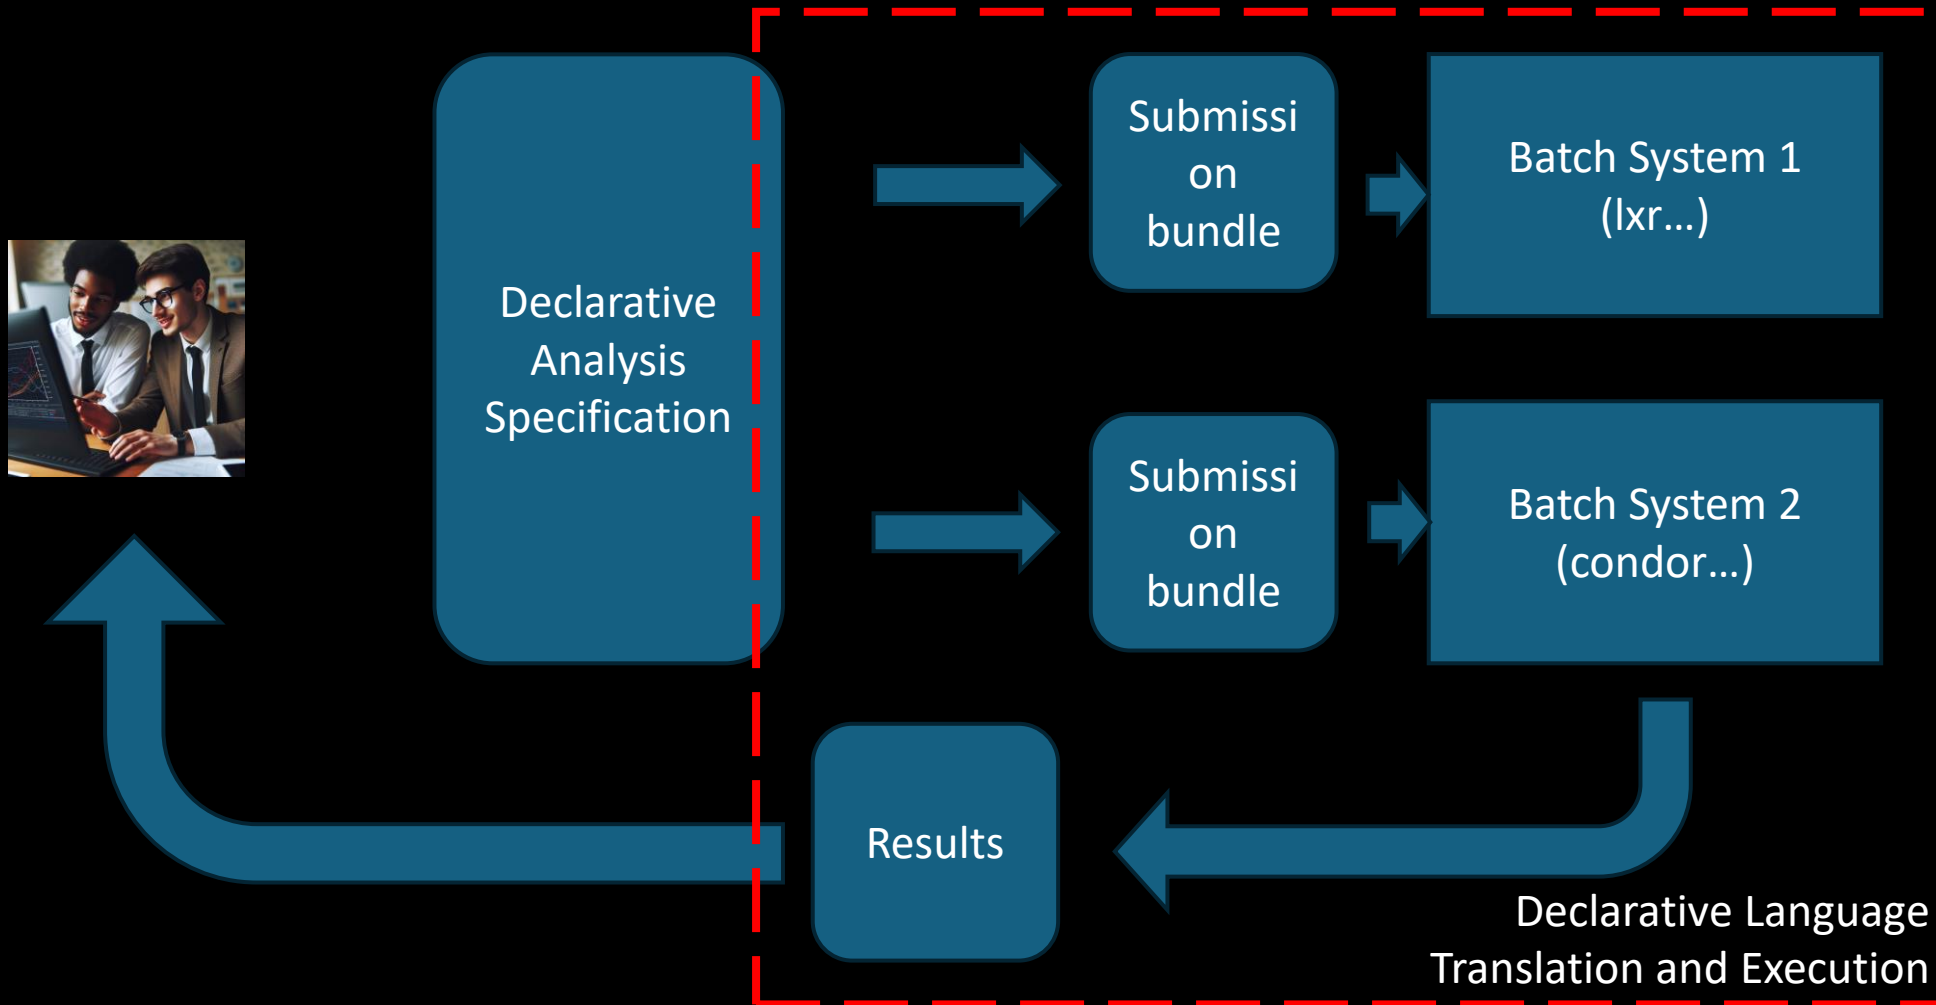 Declarative
Analysis
Specification
Submissi
on
bundle
Batch System 1
(lxr...)
Submissi
on
bundle
Batch System 2
(condor...)
Results
Declarative Language
Translation and Execution